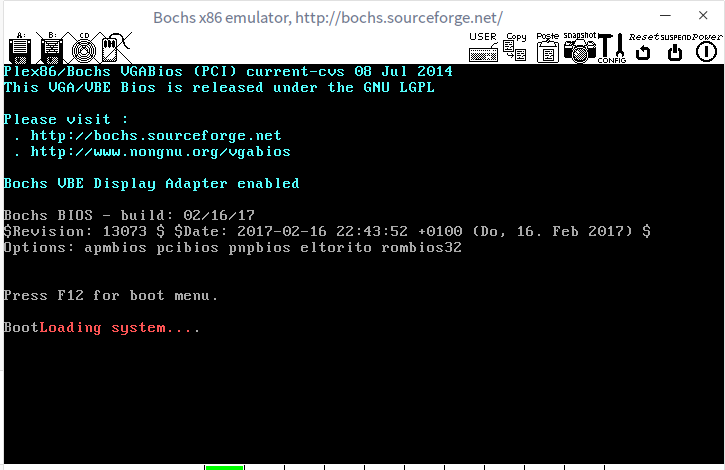 Bochs x86 emulator, http://bochs.sourceforge.net/
A: B: CD USER Copy Paste snapshot CONFIG Reset SUSPEND Power
Plex86/Bochs VGABios (PCI) current-cvs 08 Jul 2014
This VGA/VBE Bios is released under the GNU LGPL
Please visit :
. http://bochs.sourceforge.net
. http://www.nongnu.org/vgabios
Bochs VBE Display Adapter enabled
Bochs BIOS - build: 02/16/17
$Revision: 13073 $ $Date: 2017-02-16 22:43:52 +0100 (Do, 16. Feb 2017) $
Options: apmbios pcibios pnpbios eltorito rombios32
Press F12 for boot menu.
BootLoading system....